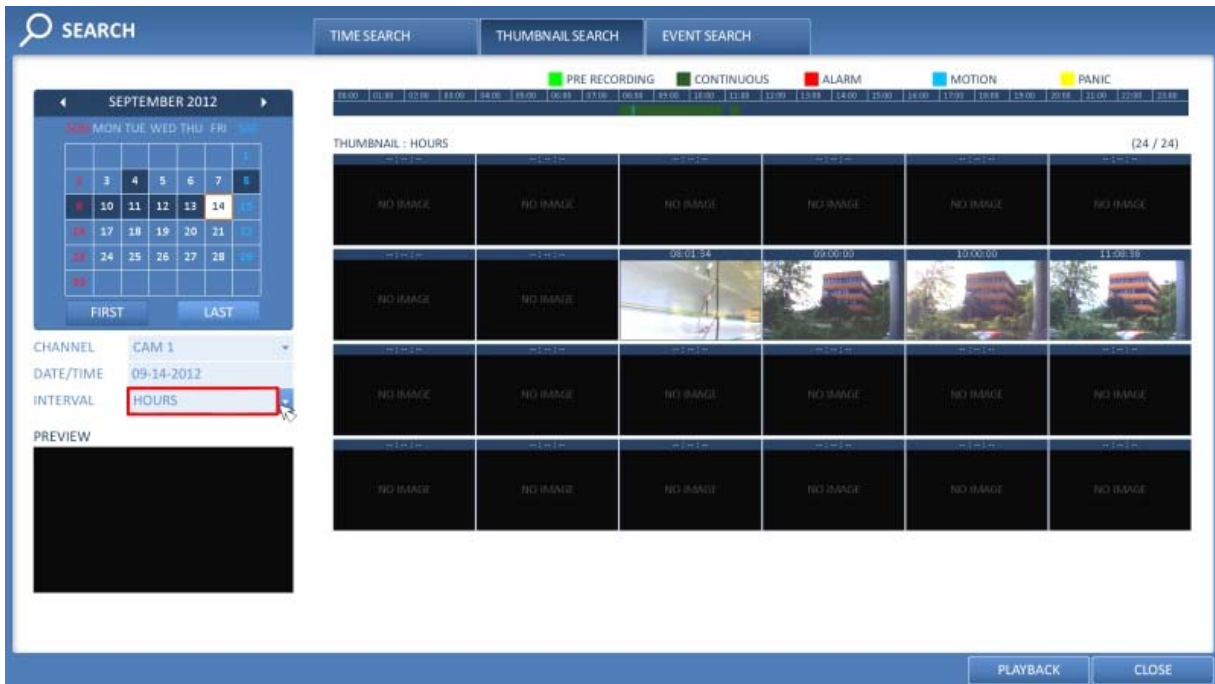 SEARCH
TIME SEARCH THUMBNAIL SEARCH EVENT SEARCH
PRE RECORDING CONTINUOUS ALARM MOTION PANIC
SEPTEMBER 2012
SUN MON TUE WED THU FRI SAT
1
2 3 4 5 6 7 8
9 10 11 12 13 14 15
16 17 18 19 20 21 22
23 24 25 26 27 28 29
30
FIRST LAST
CHANNEL CAM 1
DATE/TIME 09-14-2012
INTERVAL HOURS
PREVIEW
THUMBNAIL : HOURS (24 / 24)
--:--:-- --:--:-- --:--:-- --:--:-- --:--:-- --:--:--
NO IMAGE NO IMAGE NO IMAGE NO IMAGE NO IMAGE NO IMAGE
--:--:-- --:--:-- 08:01:34 09:00:00 10:00:00 11:08:38
NO IMAGE NO IMAGE
--:--:-- --:--:-- --:--:-- --:--:-- --:--:-- --:--:--
NO IMAGE NO IMAGE NO IMAGE NO IMAGE NO IMAGE NO IMAGE
--:--:-- --:--:-- --:--:-- --:--:-- --:--:-- --:--:--
NO IMAGE NO IMAGE NO IMAGE NO IMAGE NO IMAGE NO IMAGE
PLAYBACK CLOSE